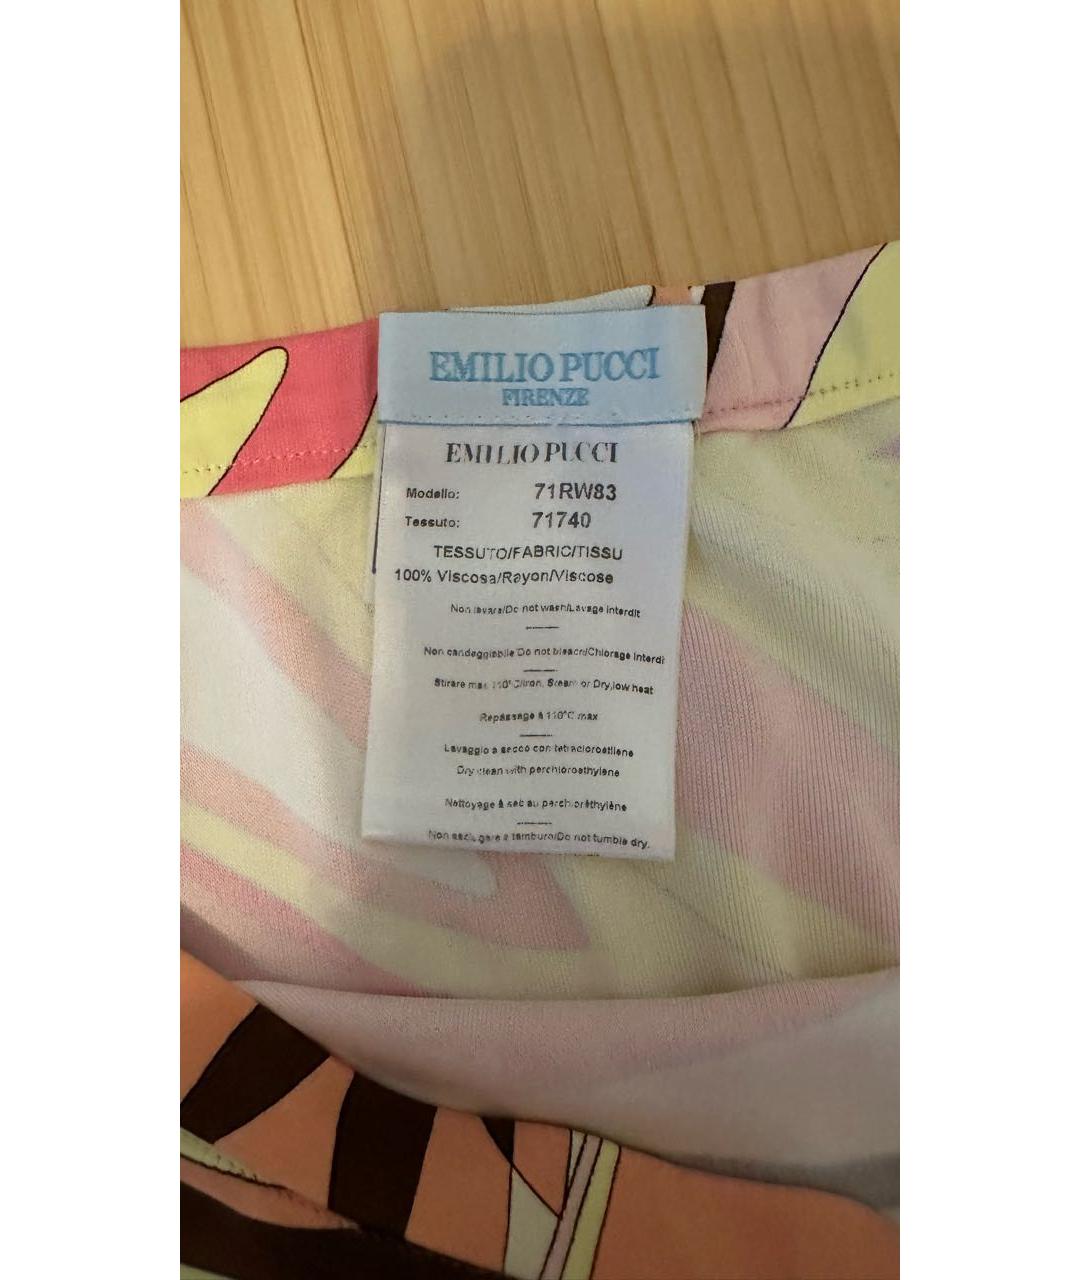 EMILIO PUCCI
FIRENZE
EMILIO PUCCI
Modello: 71RW83
Tessuto: 71740
TESSUTO/FABRIC/TISSU
100% Viscosa/Rayon/Viscose
Non lavare/Do not wash/Lavage interdit
Non candeggiabile Do not bleach/Chlorage interdi
Stirare max 110°C/Iron, Steam or Dry,low heat
Repassage à 110°C max
Lavaggio a secco con tetracloroetilene
Dry clean with perchloroethylene
Nettoyage à sec au perchloréthylène
Non asciugare a tamburo/Do not tumble dry.